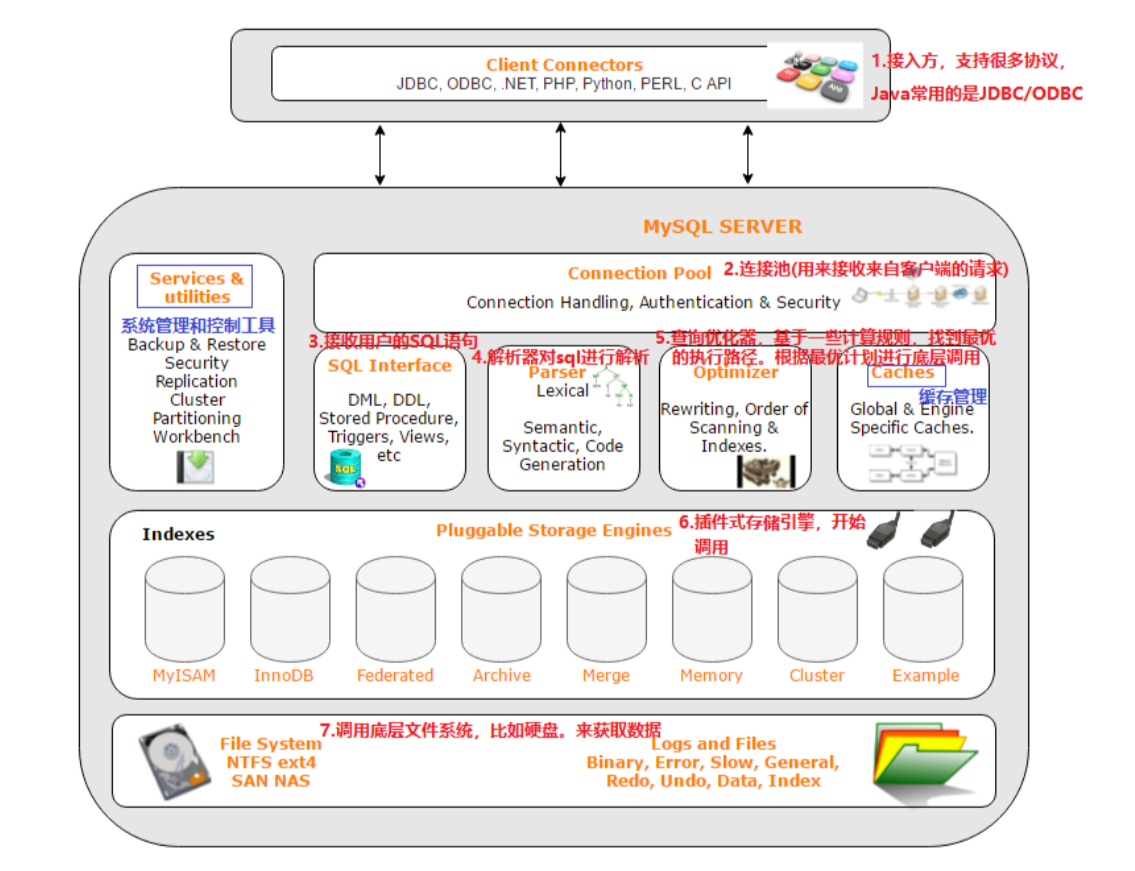 Client Connectors
JDBC, ODBC, .NET, PHP, Python, PERL, C API
APP
1.接入方，支持很多协议，
Java常用的是JDBC/ODBC
MySQL SERVER
Services &
utilities
系统管理和控制工具
Backup & Restore
Security
Replication
Cluster
Partitioning
Workbench
Connection Pool
2.连接池(用来接收来自客户端的请求)
Connection Handling, Authentication & Security
3.接收用户的SQL语句
SQL Interface
DML, DDL,
Stored Procedure,
Triggers, Views,
etc
SQL
4.解析器对sql进行解析
Parser
Lexical
Semantic,
Syntactic, Code
Generation
5.查询优化器，基于一些计算规则，找到最优
的执行路径。根据最优计划进行底层调用
Optimizer
Rewriting, Order of
Scanning &
Indexes.
Caches
缓存管理
Global & Engine
Specific Caches.
Indexes
Pluggable Storage Engines
6.插件式存储引擎，开始
调用
MyISAM
InnoDB
Federated
Archive
Merge
Memory
Cluster
Example
7.调用底层文件系统，比如硬盘。来获取数据
File System
NTFS ext4
SAN NAS
Logs and Files
Binary, Error, Slow, General,
Redo, Undo, Data, Index